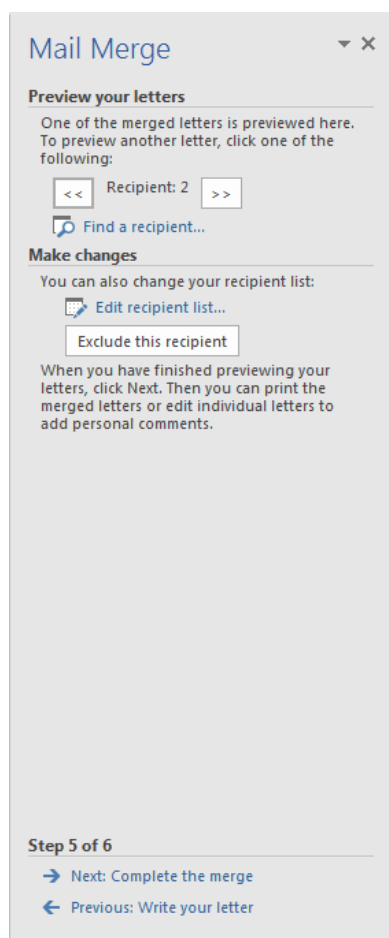 Mail Merge
Preview your letters
One of the merged letters is previewed here.
To preview another letter, click one of the
following:
<< Recipient: 2 >>
Find a recipient...
Make changes
You can also change your recipient list:
Edit recipient list...
Exclude this recipient
When you have finished previewing your
letters, click Next. Then you can print the
merged letters or edit individual letters to
add personal comments.
Step 5 of 6
Next: Complete the merge
Previous: Write your letter